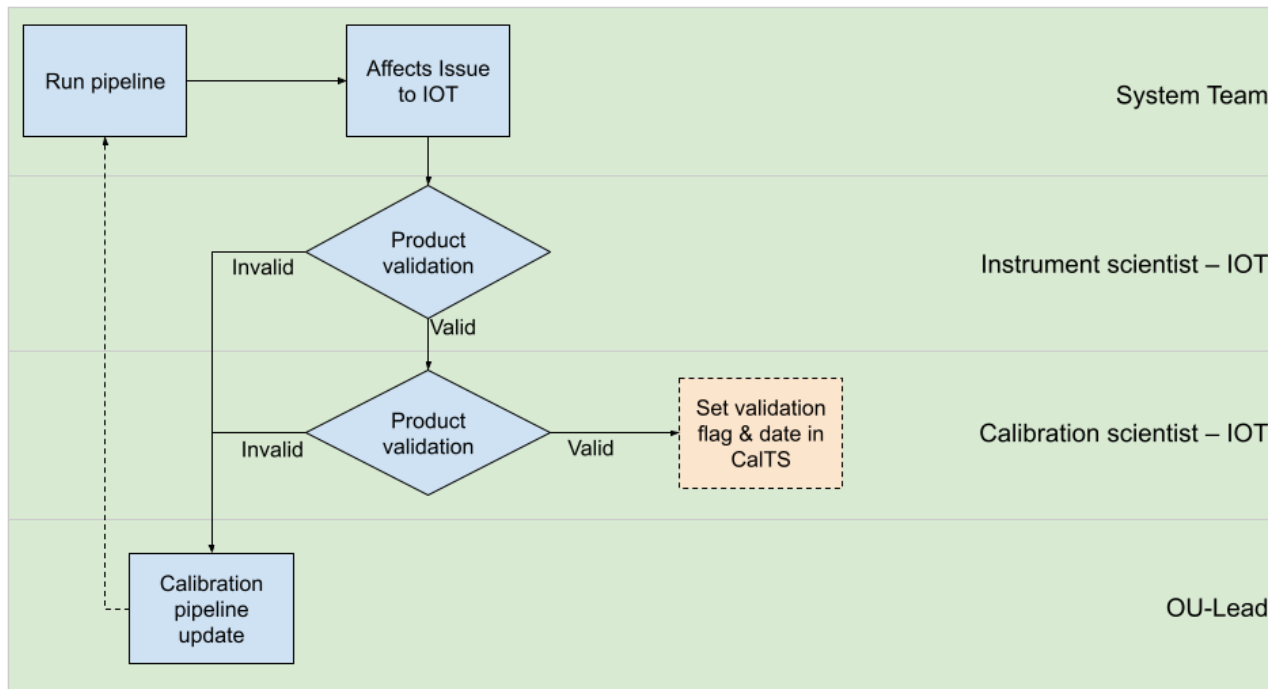 Run pipeline
Affects Issue
to IOT
System Team
Product
validation
Invalid
Instrument scientist – IOT
Valid
Product
validation
Invalid
Valid
Set validation
flag & date in
CalTS
Calibration scientist – IOT
Calibration
pipeline
update
OU-Lead